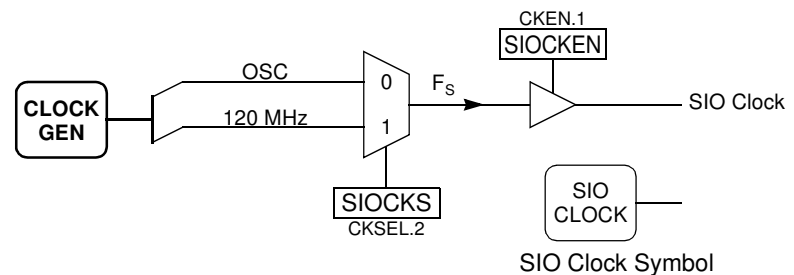 CKEN.1
SIOCKEN
OSC
0
F_S
CLOCK
GEN
SIO Clock
120 MHz
1
SIOCKS
CKSEL.2
SIO
CLOCK
SIO Clock Symbol